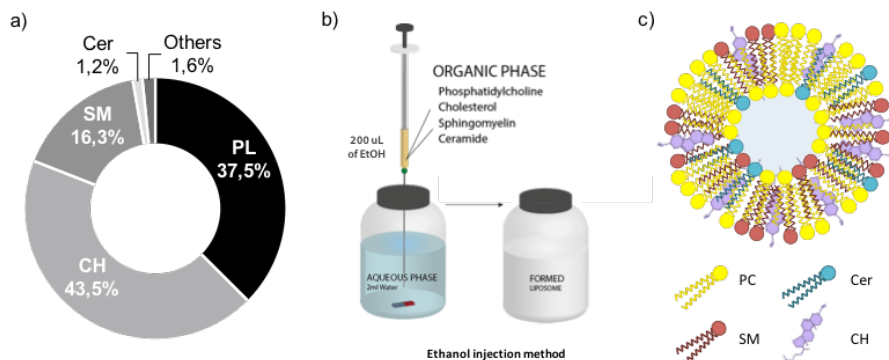 a)
Cer
1,2%
Others
1,6%
SM
16,3%
PL
37,5%
CH
43,5%
b)
ORGANIC PHASE
Phosphatidylcholine
Cholesterol
Sphingomyelin
Ceramide
200 uL
of EtOH
AQUEOUS PHASE
2ml Water
FORMED
LIPOSOME
Ethanol injection method
c)
PC
Cer
SM
CH